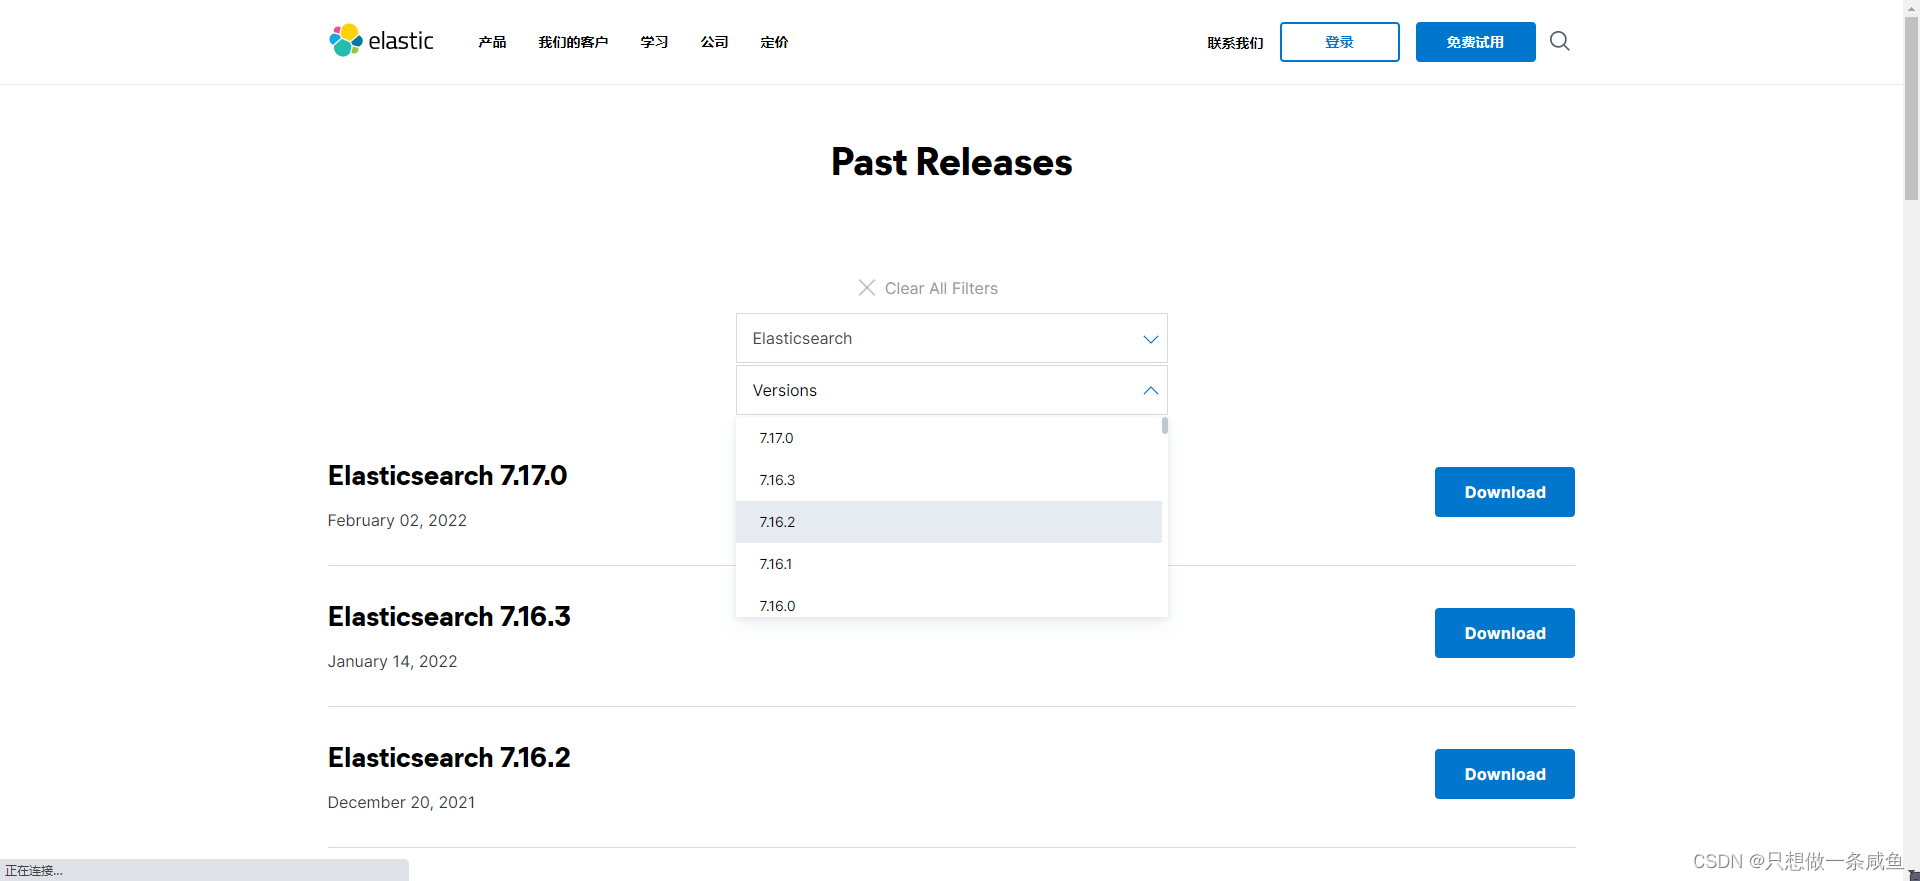 elastic 产品 我们的客户 学习 公司 定价 联系我们 登录 免费试用
Past Releases
Clear All Filters
Elasticsearch
Versions
7.17.0
7.16.3
7.16.2
7.16.1
7.16.0
Elasticsearch 7.17.0
February 02, 2022
Download
Elasticsearch 7.16.3
January 14, 2022
Download
Elasticsearch 7.16.2
December 20, 2021
Download
正在连接...
CSDN @只想做一条咸鱼